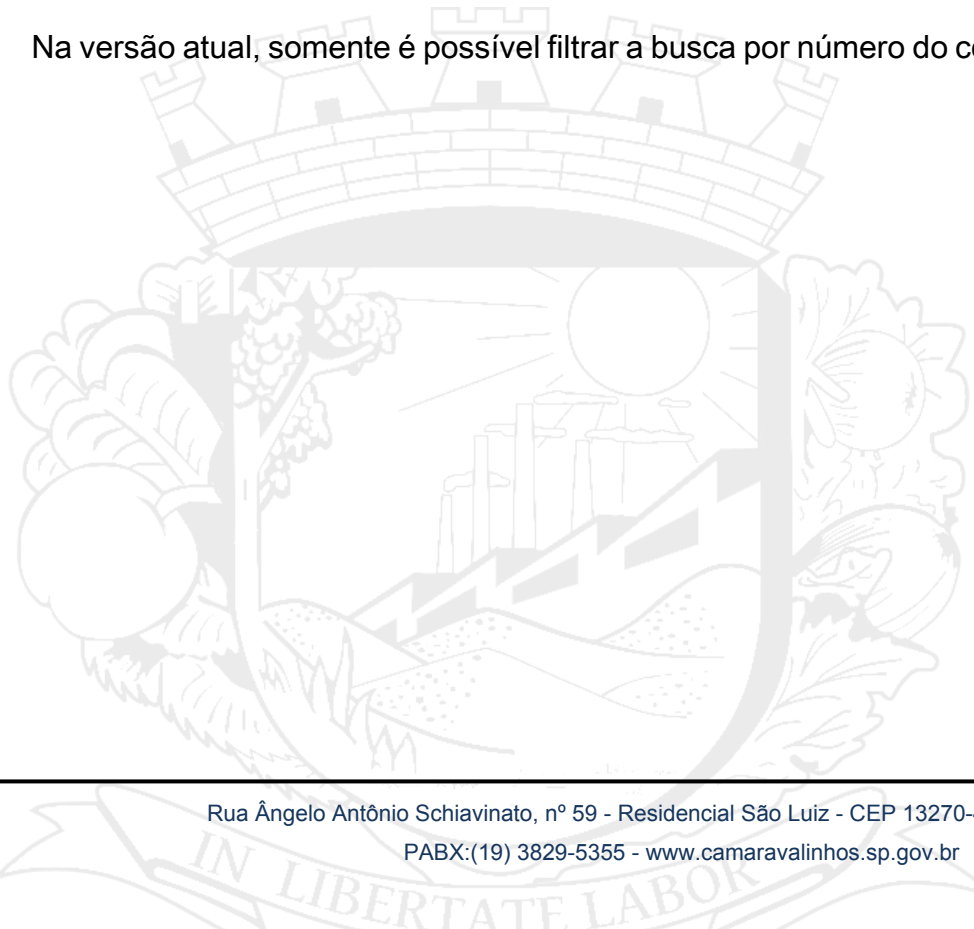 Na versão atual, somente é possível filtrar a busca por número do
Rua Ângelo Antônio Schiavinato, nº 59 - Residencial São Luiz - CEP 13270-
PABX:(19) 3829-5355 - www.camaravalinhos.sp.gov.br
IN LIBERTATE LABOR